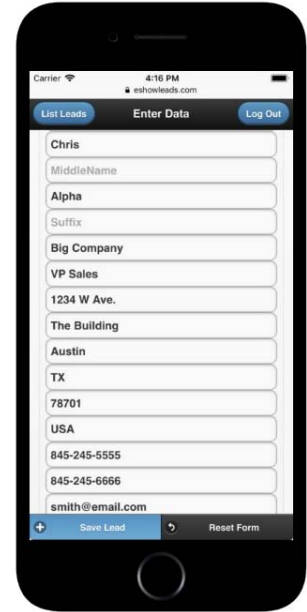 Carrier 4:16 PM
eshowleads.com
List Leads Enter Data Log Out
Chris
MiddleName
Alpha
Suffix
Big Company
VP Sales
1234 W Ave.
The Building
Austin
TX
78701
USA
845-245-5555
845-245-6666
smith@email.com
Save Lead Reset Form